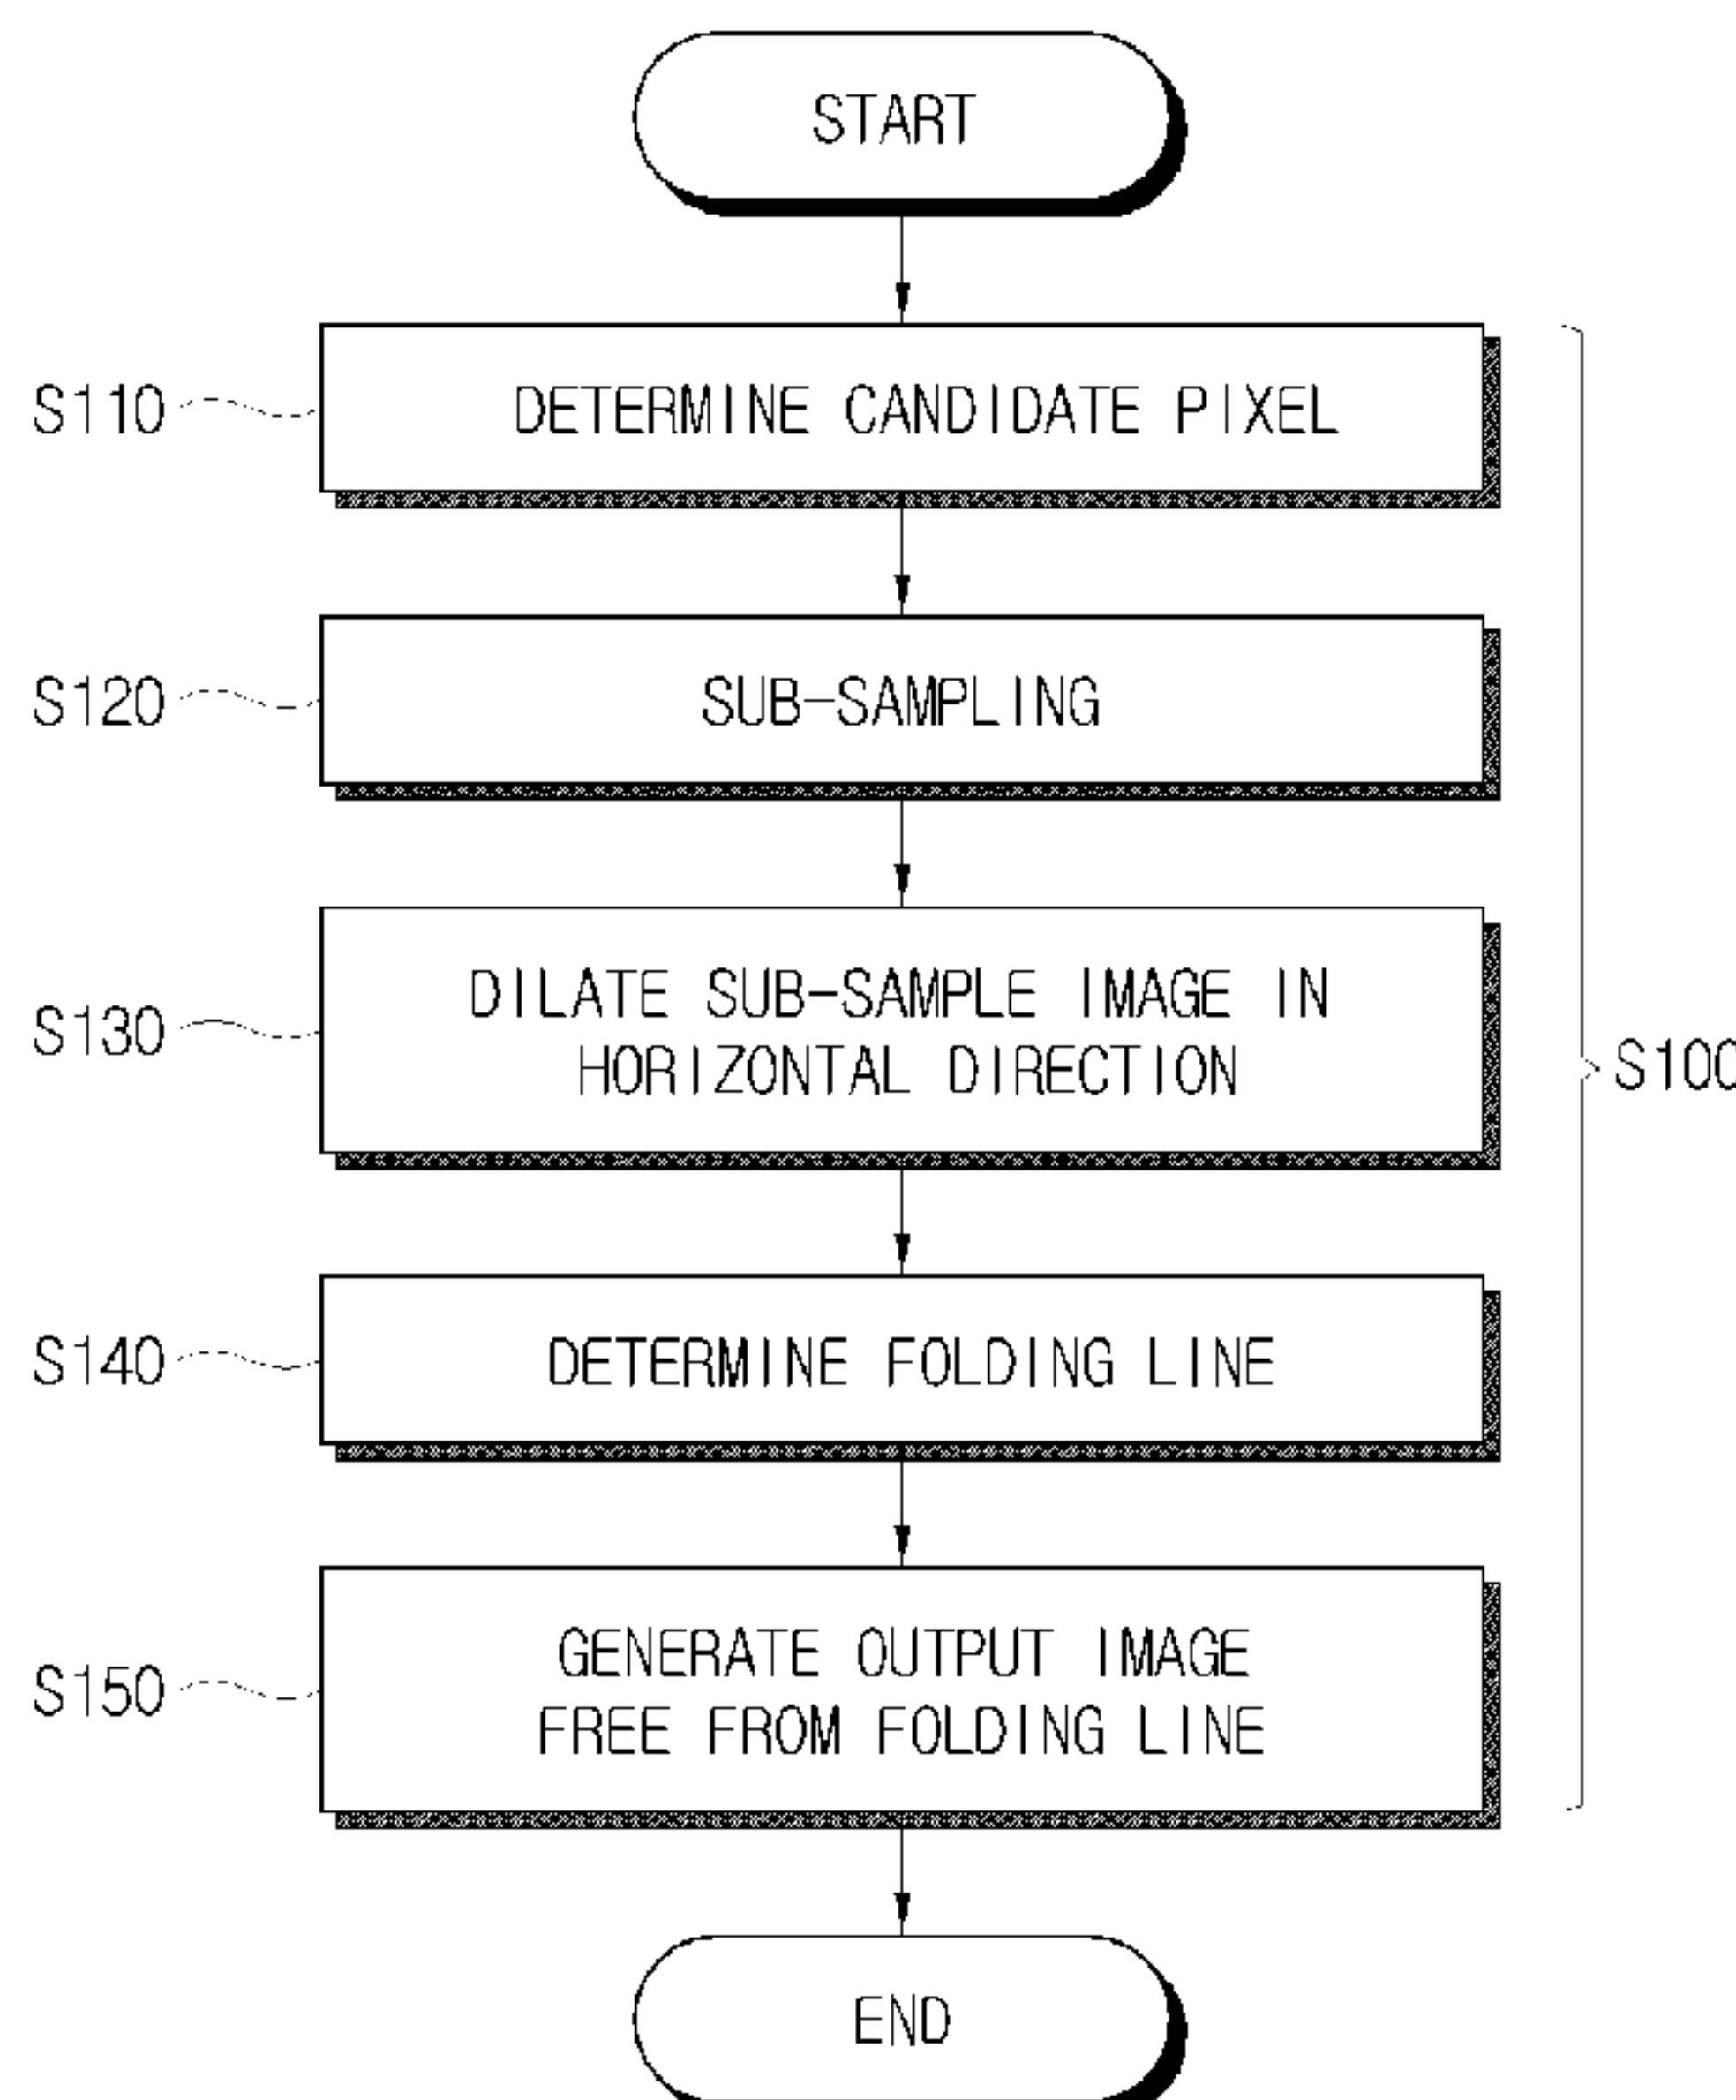 START
S110
DETERMINE CANDIDATE PIXEL
S120
SUB-SAMPLING
S130
DILATE SUB-SAMPLE IMAGE IN
HORIZONTAL DIRECTION
S100
S140
DETERMINE FOLDING LINE
S150
GENERATE OUTPUT IMAGE
FREE FROM FOLDING LINE
END